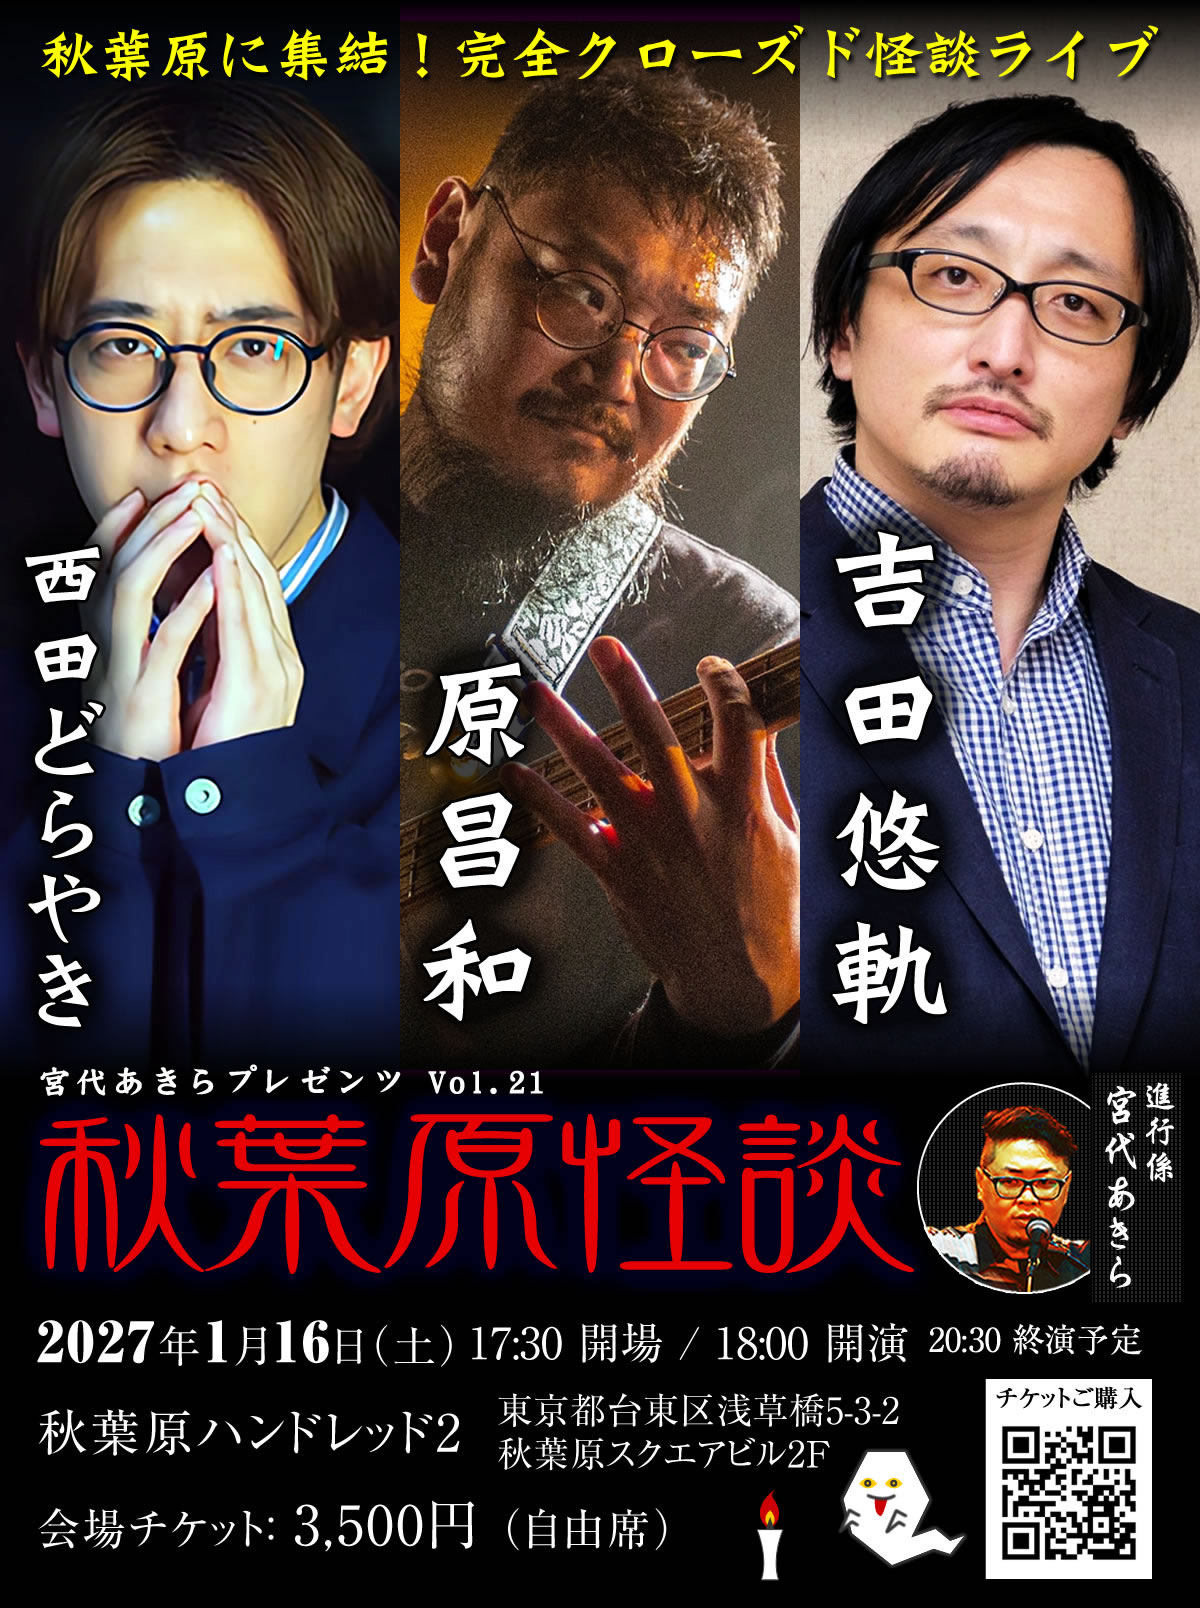 秋葉原に集結！完全クローズド怪談ライブ
西田どらやき
原昌和
吉田悠軌
宮代あきらプレゼンツ Vol.21
秋葉原怪談
進行係
宮代あきら
2027年1月16日（土）17:30 開場 / 18:00 開演 20:30 終演予定
秋葉原ハンドレッド2
東京都台東区浅草橋5-3-2
秋葉原スクエアビル2F
会場チケット: 3,500円（自由席）
チケットご購入